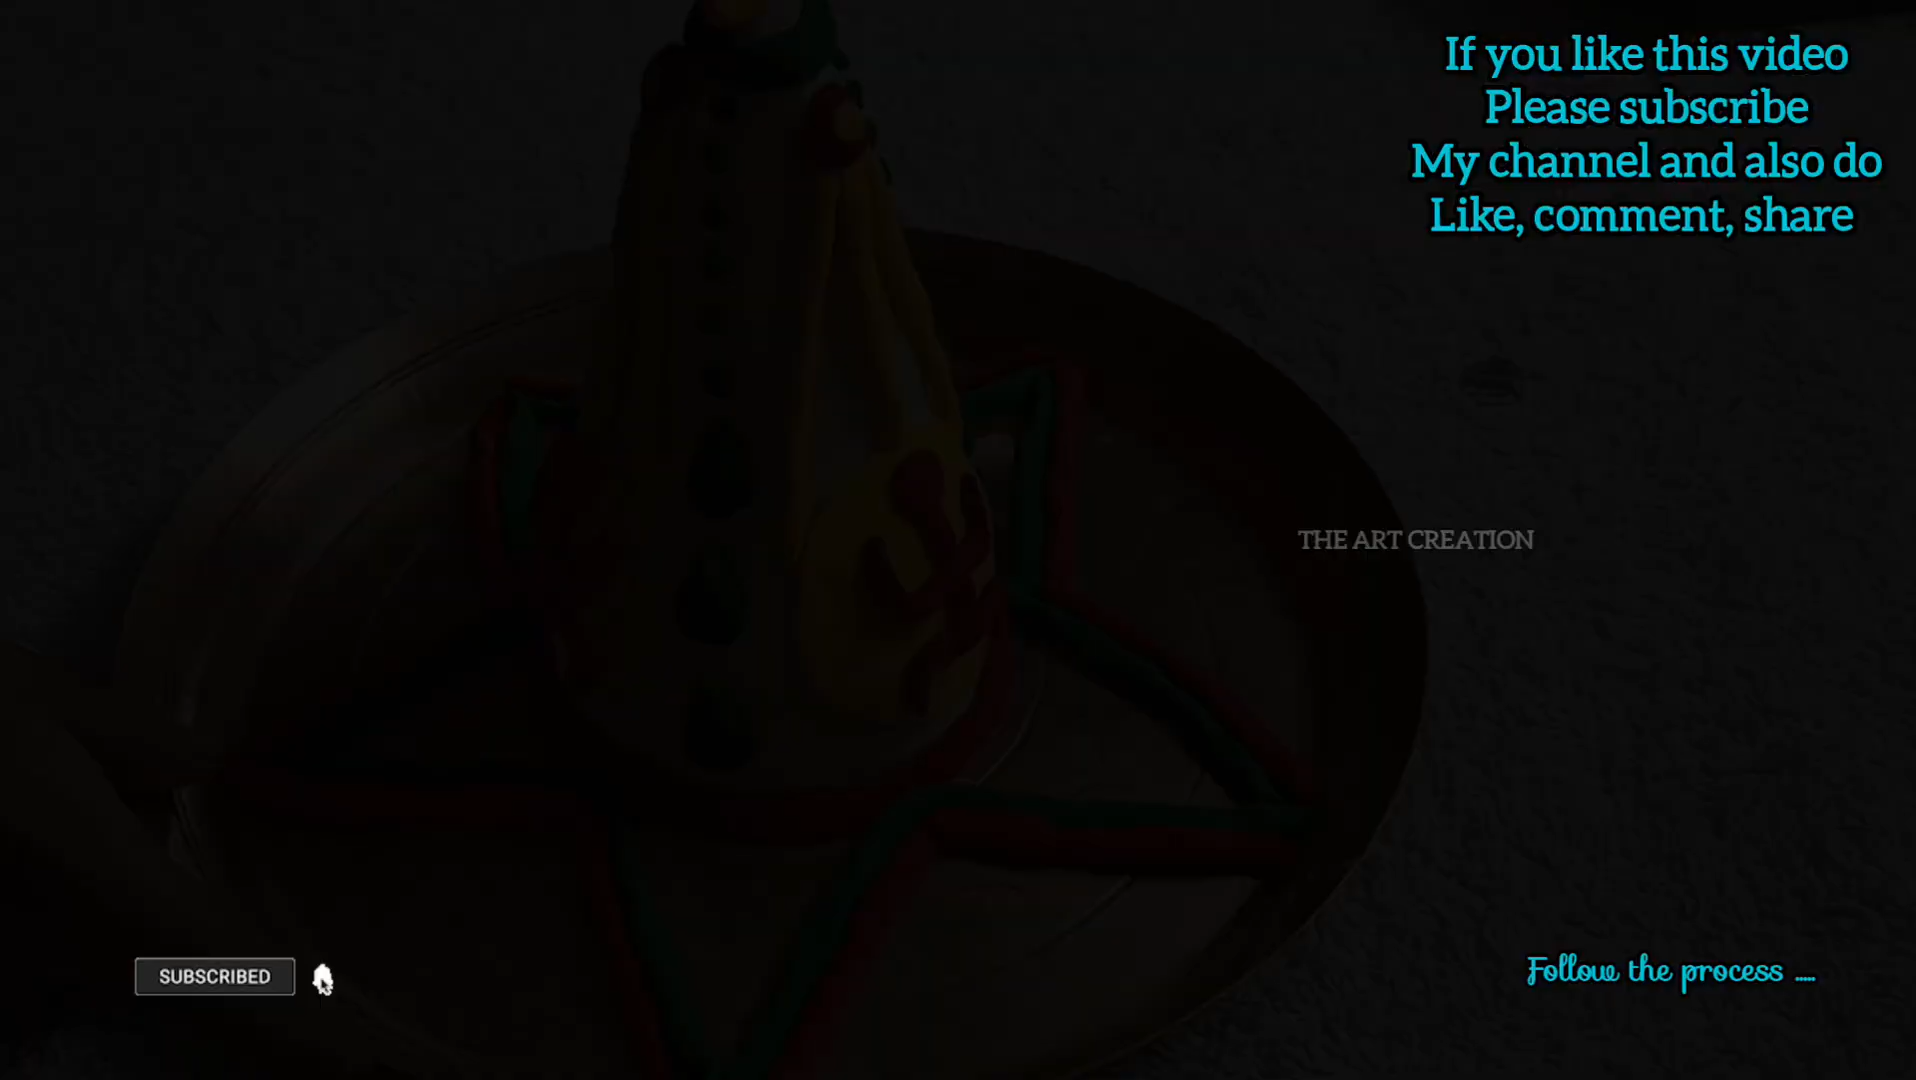 If you like this video
Please subscribe
My channel and also do
Like, comment, share
THE ART CREATION
SUBSCRIBED
Follow the process .....